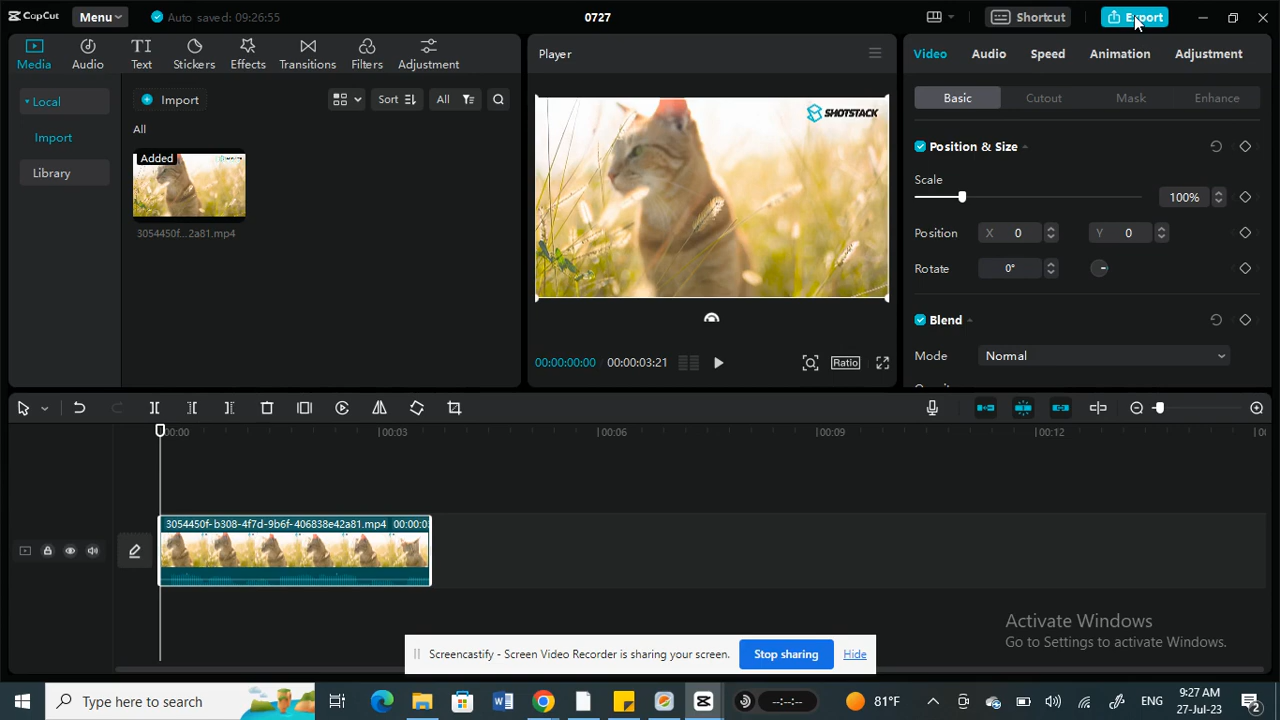 CapCut
Menu
Auto saved: 09:26:55
0727
Shortcut
Export
Media
Audio
Text
Stickers
Effects
Transitions
Filters
Adjustment
Local
Import
Library
Import
Sort
All
All
Added
3054450f...2a81.mp4
Player
SHOTSTACK
00:00:00:00
00:00:03:21
Ratio
Video
Audio
Speed
Animation
Adjustment
Basic
Cutout
Mask
Enhance
Position & Size
Scale
100%
Position
X 0
Y 0
Rotate
0°
Blend
Mode
Normal
00:00
00:03
00:06
00:09
00:12
3054450f-b308-4f7d-9b6f-406838e42a81.mp4 00:00:0
Activate Windows
Go to Settings to activate Windows.
Screencastify - Screen Video Recorder is sharing your screen.
Stop sharing
Hide
Type here to search
--:--:--
81°F
ENG
9:27 AM
27-Jul-23
2